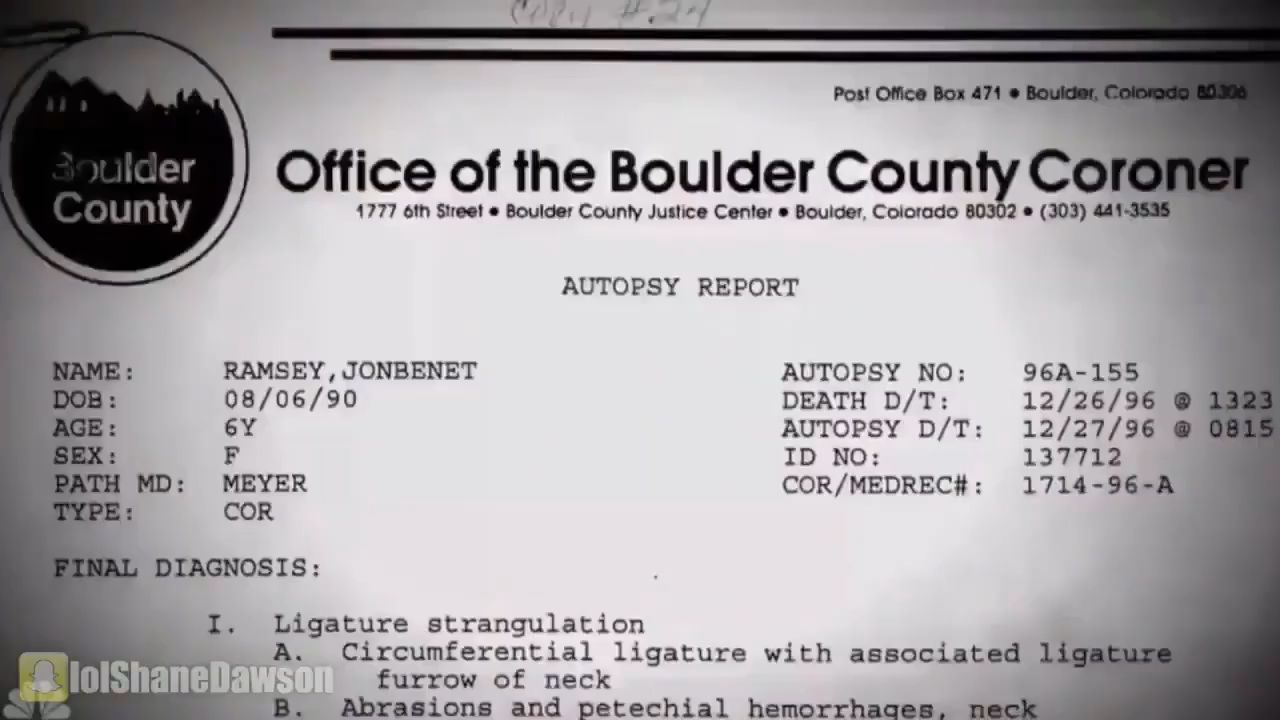 Copy #24
Post Office Box 471 • Boulder, Colorado 80306
Boulder
County
Office of the Boulder County Coroner
1777 6th Street • Boulder County Justice Center • Boulder, Colorado 80302 • (303) 441-3535
AUTOPSY REPORT
NAME: RAMSEY,JONBENET AUTOPSY NO: 96A-155
DOB: 08/06/90 DEATH D/T: 12/26/96 @ 1323
AGE: 6Y AUTOPSY D/T: 12/27/96 @ 0815
SEX: F ID NO: 137712
PATH MD: MEYER COR/MEDREC#: 1714-96-A
TYPE: COR
FINAL DIAGNOSIS:
I. Ligature strangulation
A. Circumferential ligature with associated ligature
furrow of neck
B. Abrasions and petechial hemorrhages, neck
lolShaneDawson